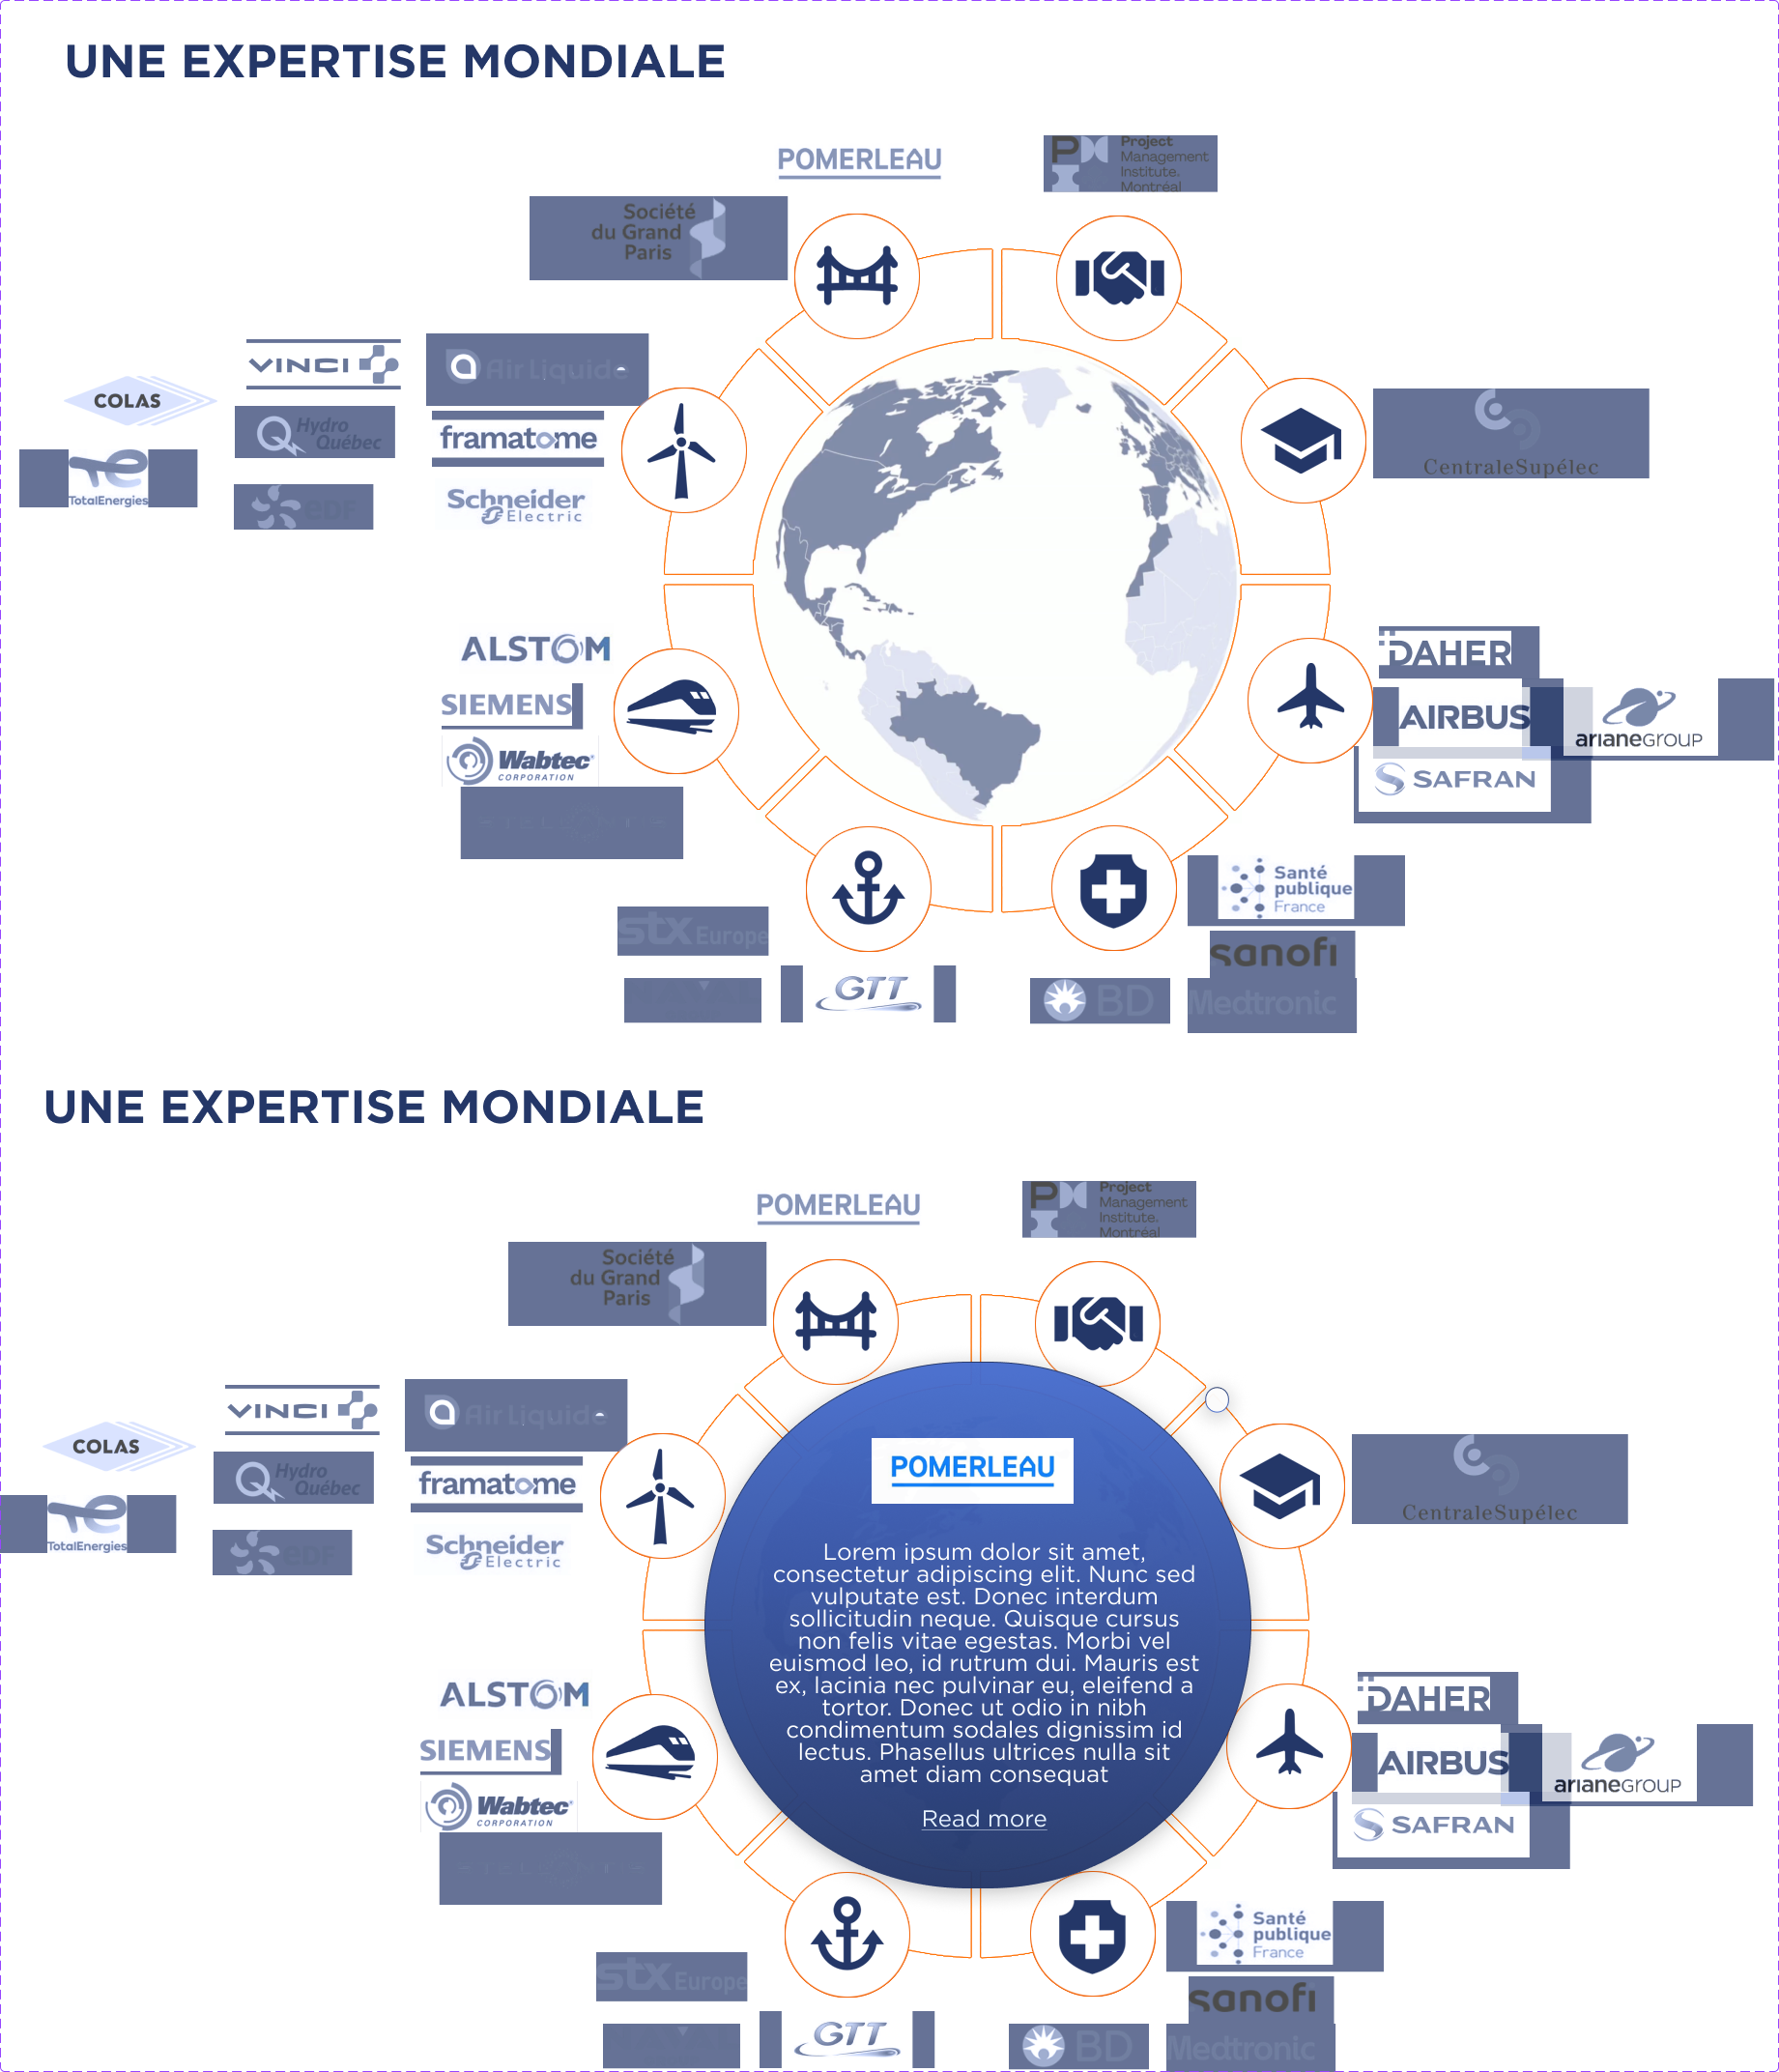 UNE EXPERTISE MONDIALE
POMERLEAU
Project
Management
Institute.
Montréal
Société
du Grand
Paris
VINCI
Air Liquide
COLAS
Hydro
Québec
framatome
TotalEnergies
EDF
Schneider
Electric
CentraleSupélec
ALSTOM
SIEMENS
Wabtec
CORPORATION
DAHER
AIRBUS
arianeGROUP
SAFRAN
Santé
publique
France
stx Europe
sanofi
GTT
BD
Medtronic
UNE EXPERTISE MONDIALE
POMERLEAU
Project
Management
Institute.
Montréal
Société
du Grand
Paris
VINCI
Air Liquide
COLAS
Hydro
Québec
framatome
TotalEnergies
EDF
Schneider
Electric
CentraleSupélec
POMERLEAU
Lorem ipsum dolor sit amet,
consectetur adipiscing elit. Nunc sed
vulputate est. Donec interdum
sollicitudin neque. Quisque cursus
non felis vitae egestas. Morbi vel
euismod leo, id rutrum dui. Mauris est
ex, lacinia nec pulvinar eu, eleifend a
tortor. Donec ut odio in nibh
condimentum sodales dignissim id
lectus. Phasellus ultrices nulla sit
amet diam consequat
Read more
ALSTOM
SIEMENS
Wabtec
CORPORATION
DAHER
AIRBUS
arianeGROUP
SAFRAN
Santé
publique
France
stx Europe
sanofi
GTT
BD
Medtronic